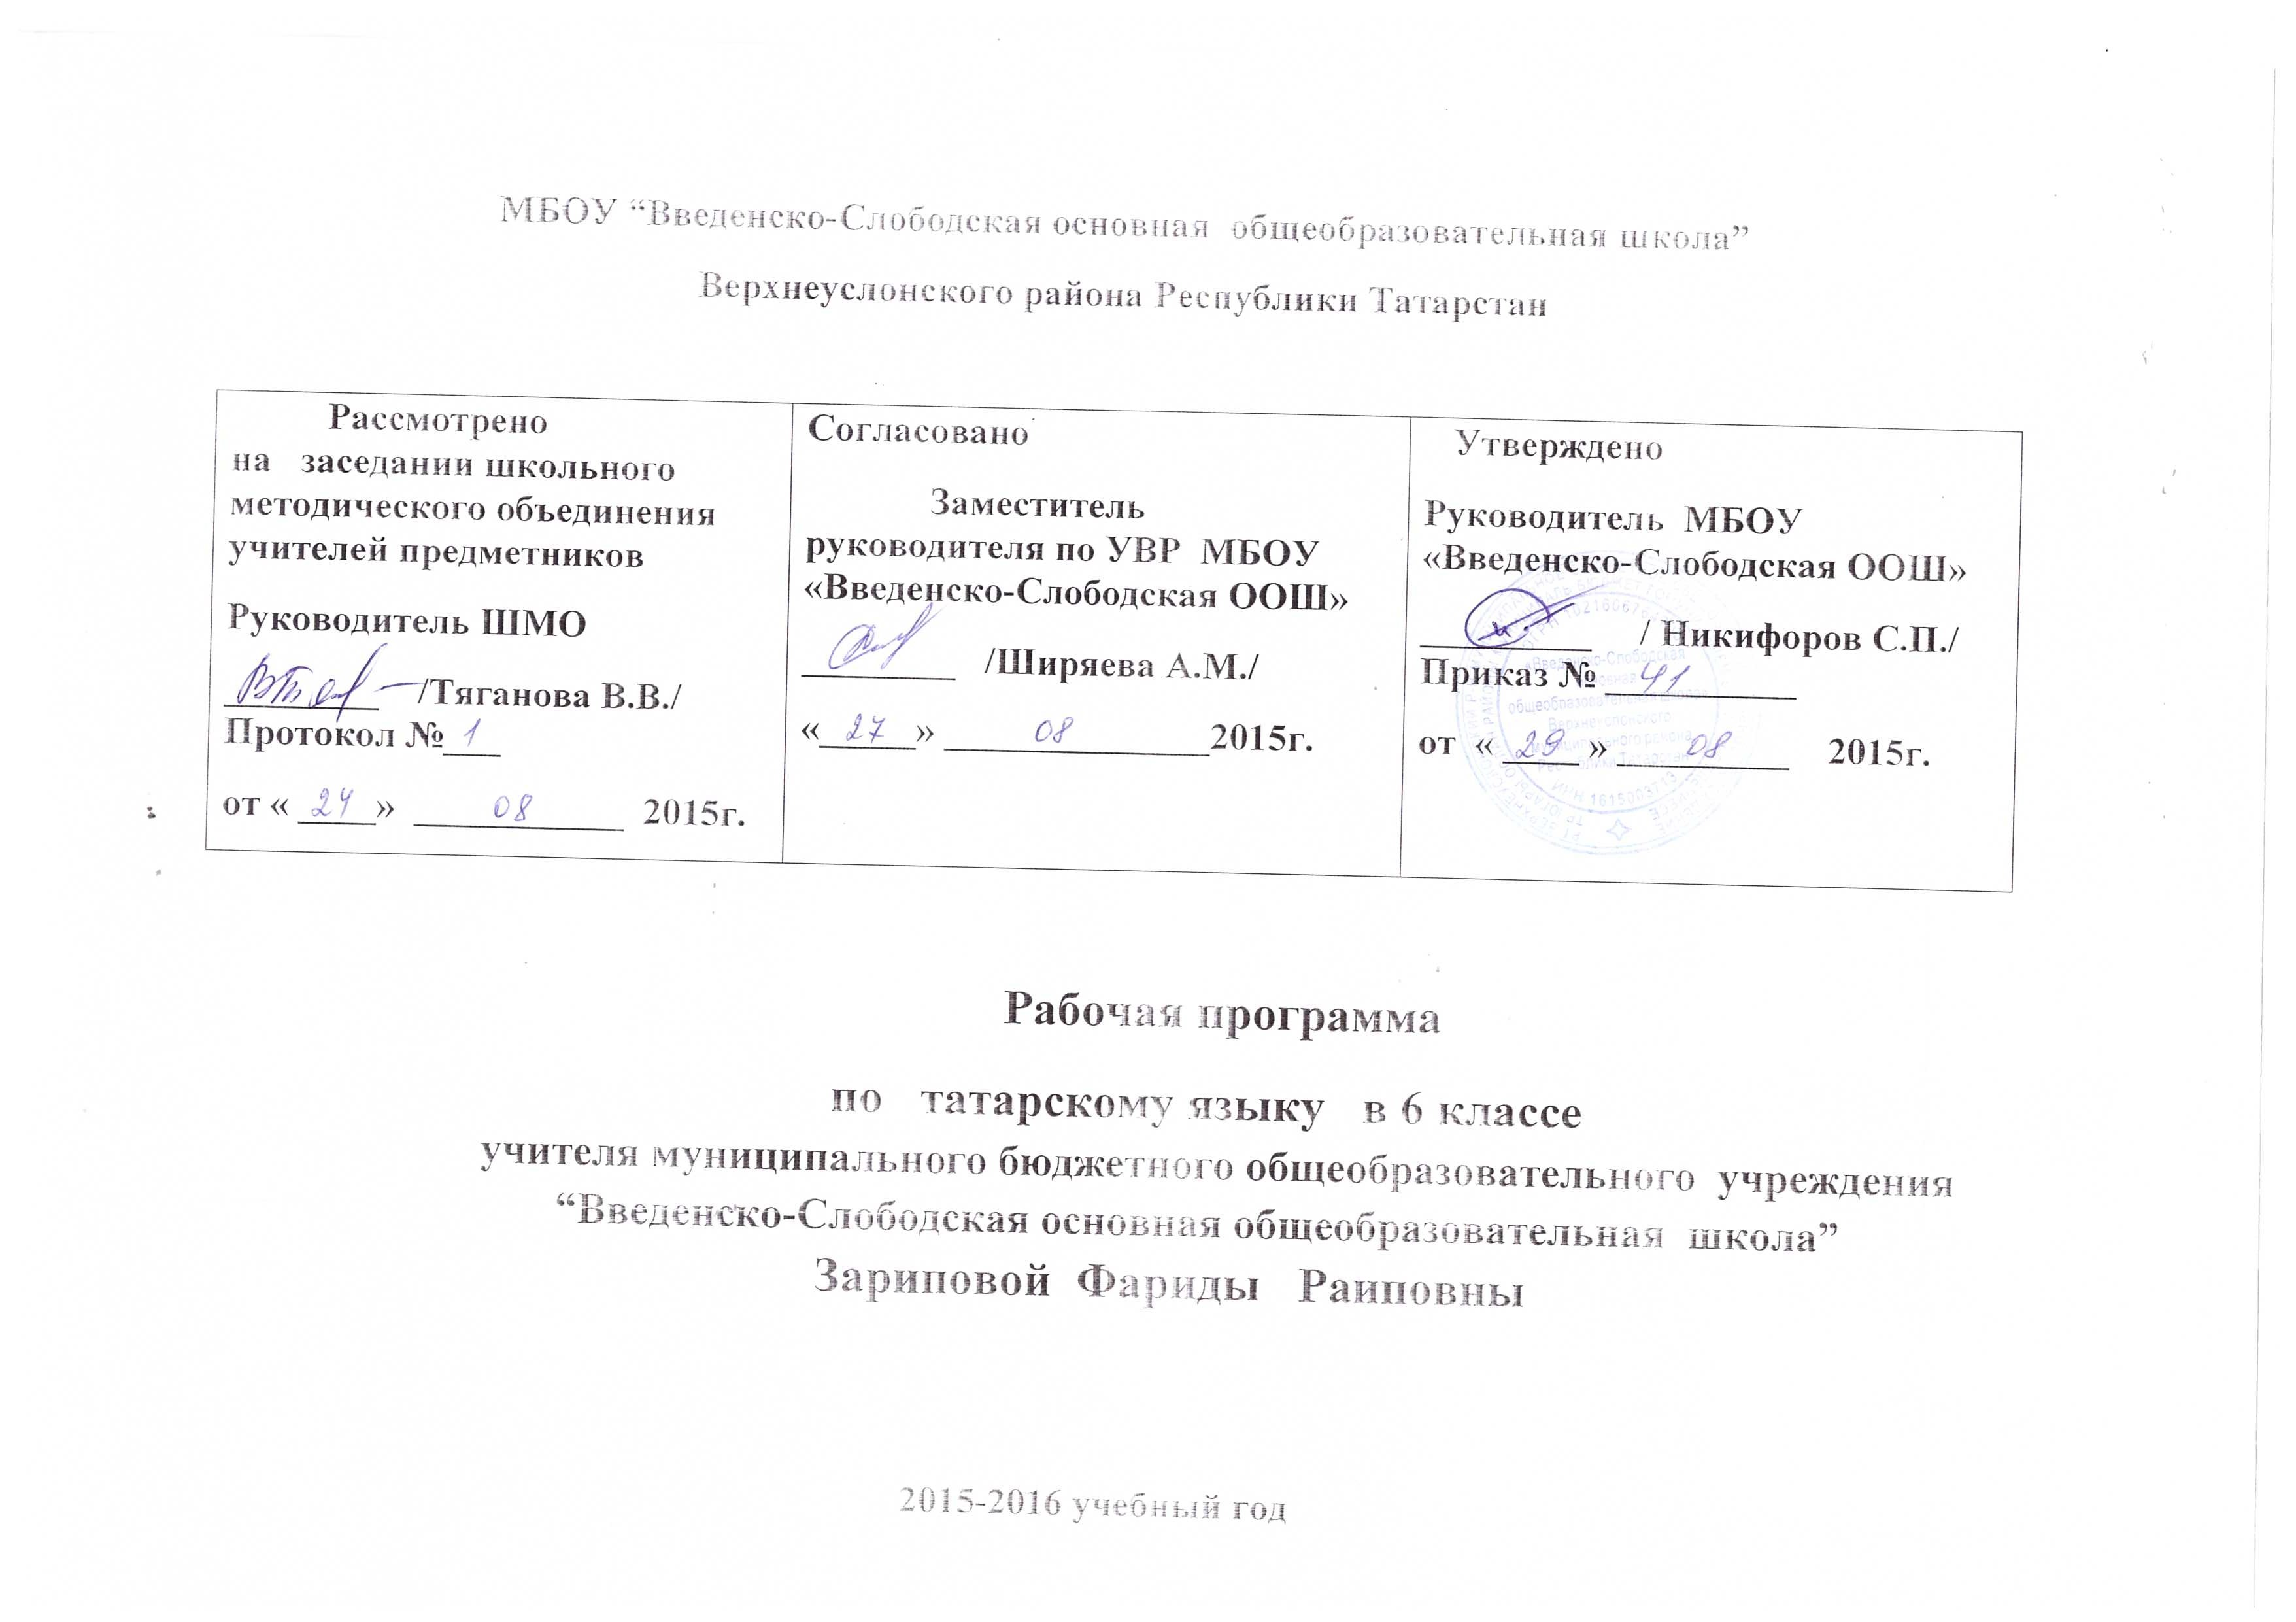 МБОУ “Введенско-Слободская основная общеобразовательная школа”
Верхнеуслонского района Республики Татарстан
Рассмотрено
на заседании школьного
методического объединения
учителей предметников
Руководитель ШМО
/Тяганова В.В./
Протокол № 1
от « 24 » 08 2015г.
Согласовано
Заместитель
руководителя по УВР МБОУ
«Введенско-Слободская ООШ»
/Ширяева А.М./
« 27 » 08 2015г.
Утверждено
Руководитель МБОУ
«Введенско-Слободская ООШ»
/ Никифоров С.П./
Приказ № 41
от « 29 » 08 2015г.
Рабочая программа
по татарскому языку в 6 классе
учителя муниципального бюджетного общеобразовательного учреждения
“Введенско-Слободская основная общеобразовательная школа”
Зариповой Фариды Раиповны
2015-2016 учебный год